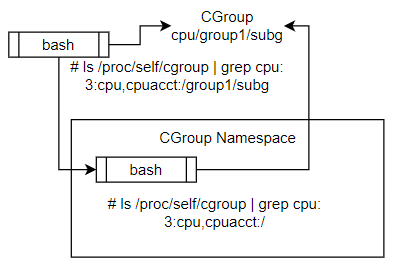 CGroup
cpu/group1/subg
bash
# ls /proc/self/cgroup | grep cpu:
3:cpu,cpuacct:/group1/subg
CGroup Namespace
bash
# ls /proc/self/cgroup | grep cpu:
3:cpu,cpuacct:/